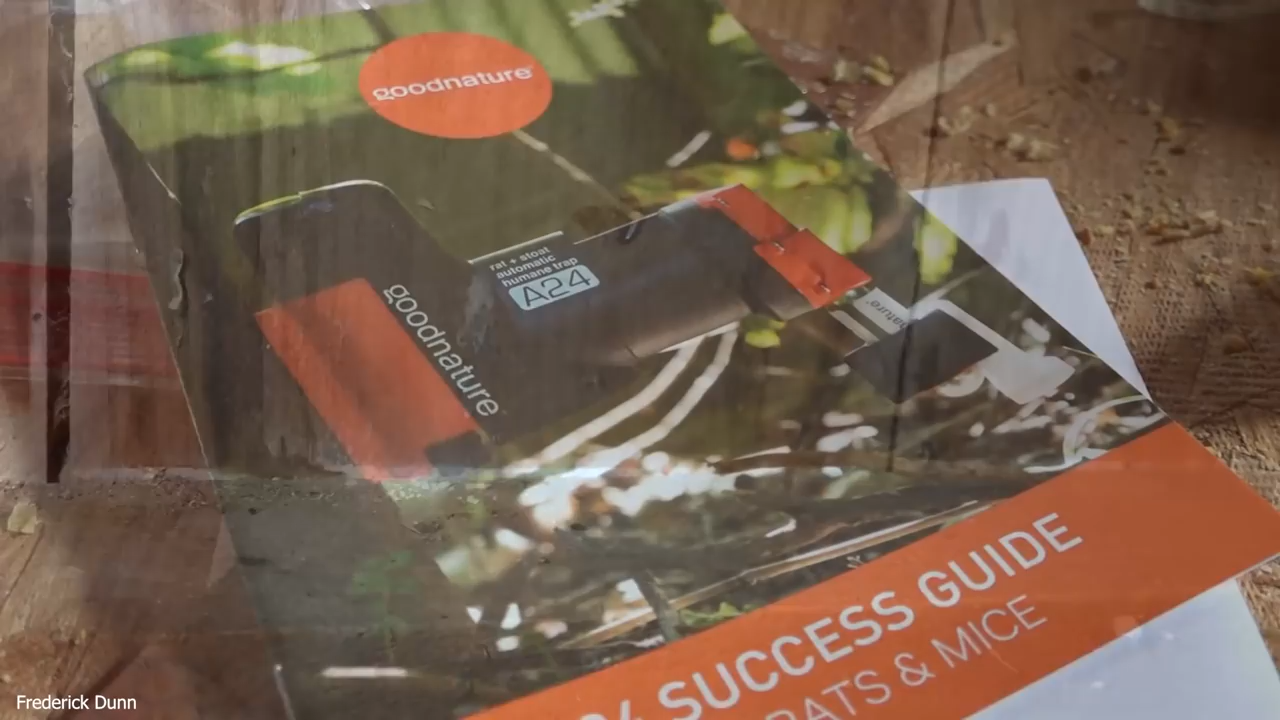 goodnature
rat + stoat
automatic
humane trap
A24
goodnature
SUCCESS GUIDE
RATS & MICE
Frederick Dunn